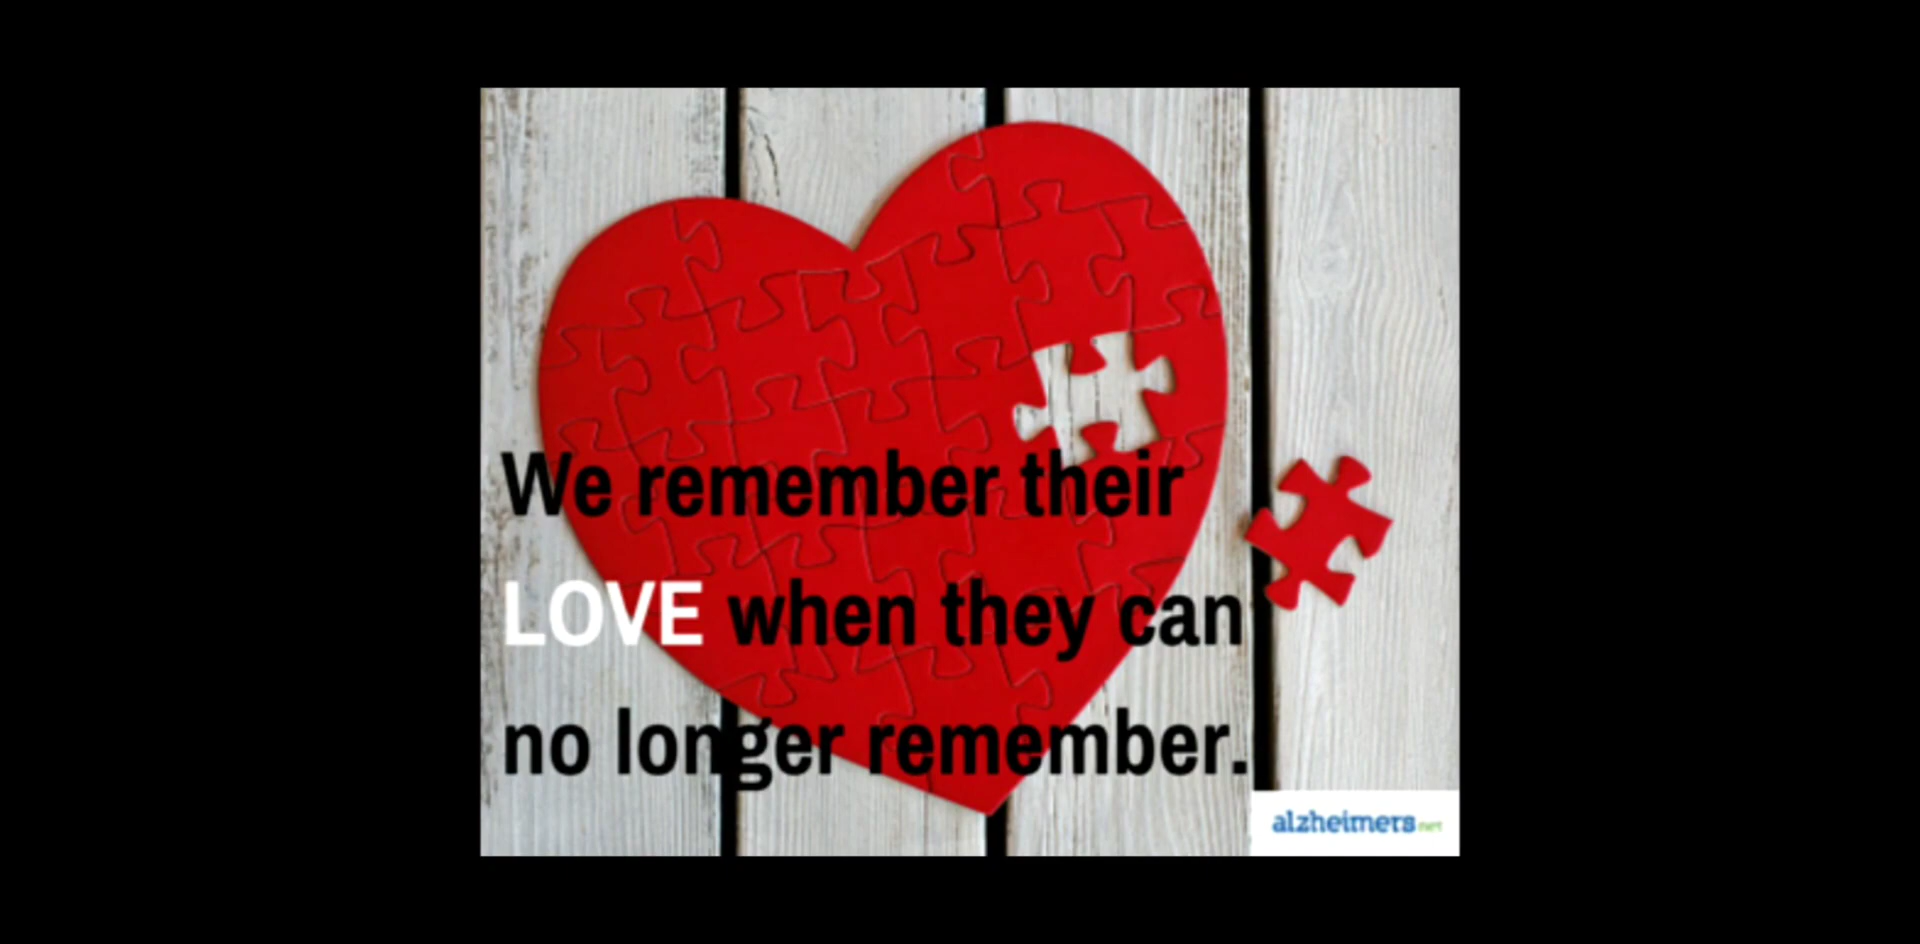 We remember their
LOVE when they can
no longer remember.
alzheimers.net